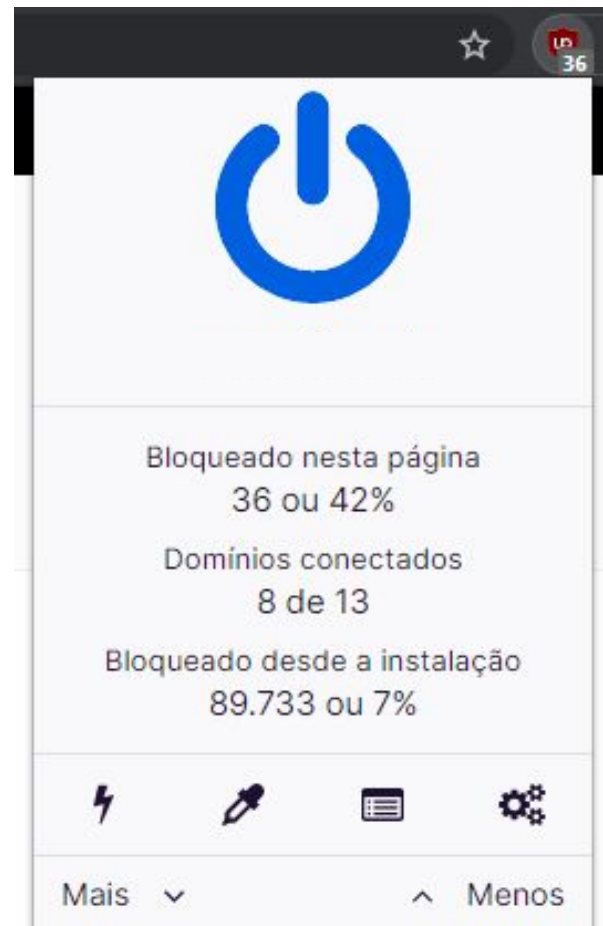 36
Bloqueado nesta página
36 ou 42%
Domínios conectados
8 de 13
Bloqueado desde a instalação
89.733 ou 7%
Mais
Menos